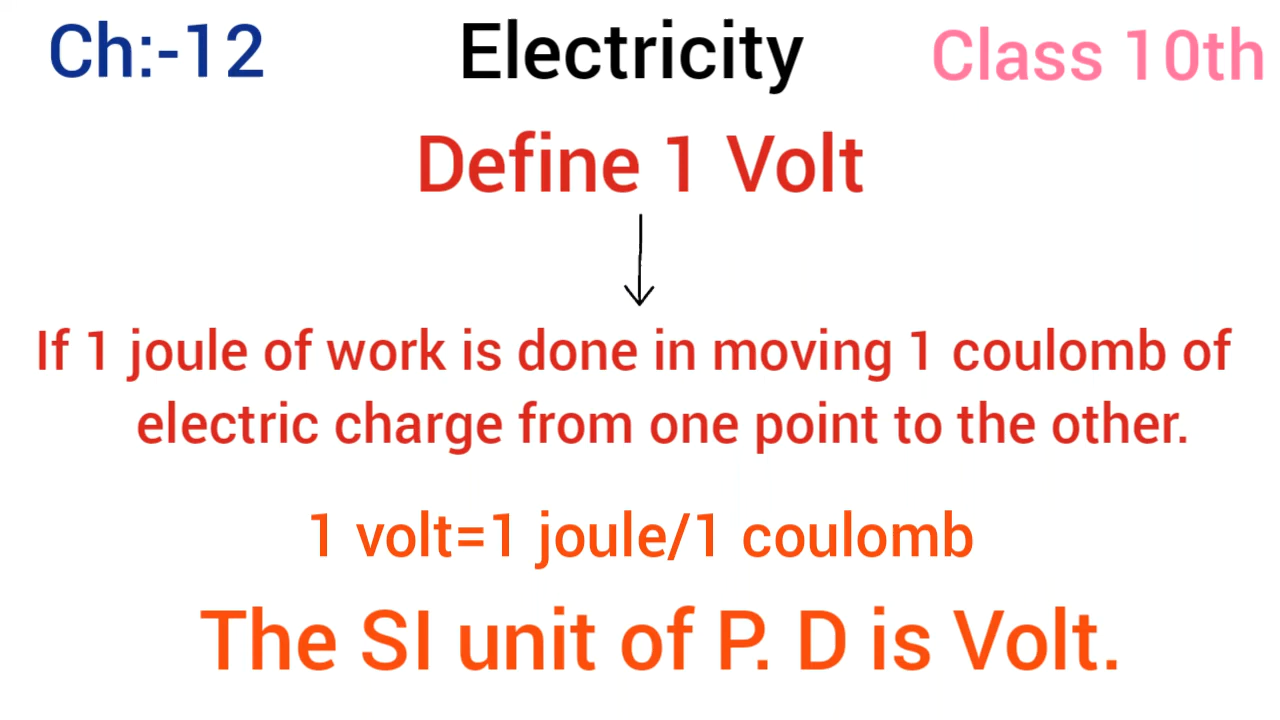 Ch:-12 Electricity Class 10th
Define 1 Volt
If 1 joule of work is done in moving 1 coulomb of
electric charge from one point to the other.
1 volt=1 joule/1 coulomb
The SI unit of P. D is Volt.